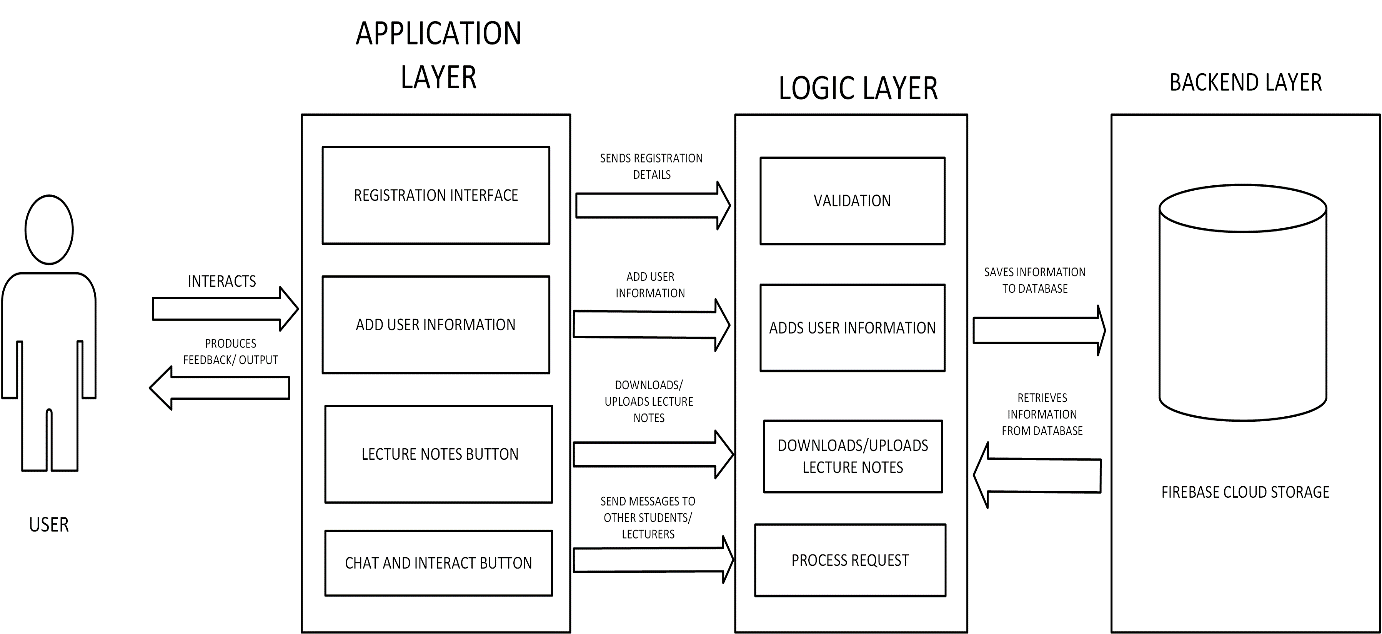 APPLICATION
LAYER
LOGIC LAYER
BACKEND LAYER
REGISTRATION INTERFACE
SENDS REGISTRATION
DETAILS
VALIDATION
INTERACTS
ADD USER INFORMATION
ADD USER
INFORMATION
ADDS USER INFORMATION
SAVES INFORMATION
TO DATABASE
PRODUCES
FEEDBACK/ OUTPUT
LECTURE NOTES BUTTON
DOWNLOADS/
UPLOADS LECTURE
NOTES
DOWNLOADS/UPLOADS
LECTURE NOTES
RETRIEVES
INFORMATION
FROM DATABASE
FIREBASE CLOUD STORAGE
USER
CHAT AND INTERACT BUTTON
SEND MESSAGES TO
OTHER STUDENTS/
LECTURERS
PROCESS REQUEST